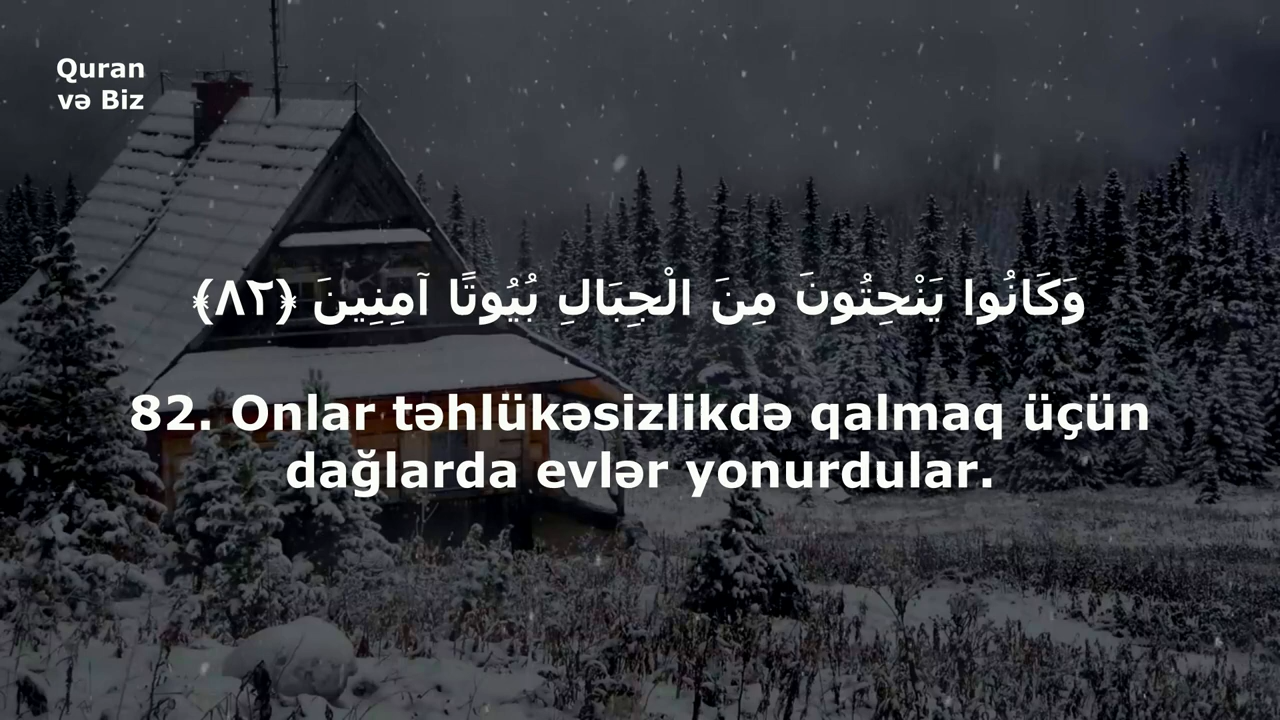 Quran
və Biz
وَكَانُوا يَنْحِتُونَ مِنَ الْجِبَالِ بُيُوتًا آمِنِينَ ﴿٨٢﴾
82. Onlar təhlükəsizlikdə qalmaq üçün
dağlarda evlər yonurdular.